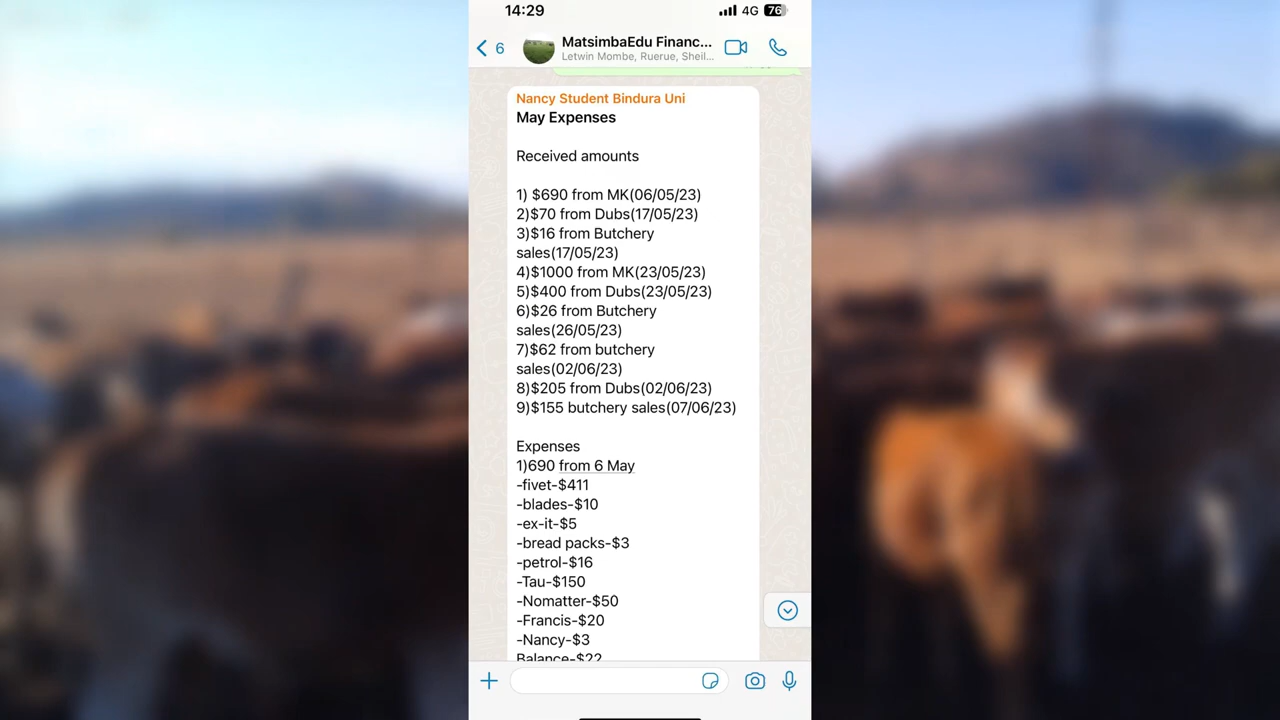 14:29
4G
76
6
MatsimbaEdu Financ...
Letwin Mombe, Ruerue, Sheil...
Nancy Student Bindura Uni
May Expenses
Received amounts
1) $690 from MK(06/05/23)
2)$70 from Dubs(17/05/23)
3)$16 from Butchery
sales(17/05/23)
4)$1000 from MK(23/05/23)
5)$400 from Dubs(23/05/23)
6)$26 from Butchery
sales(26/05/23)
7)$62 from butchery
sales(02/06/23)
8)$205 from Dubs(02/06/23)
9)$155 butchery sales(07/06/23)
Expenses
1)690 from 6 May
-fivet-$411
-blades-$10
-ex-it-$5
-bread packs-$3
-petrol-$16
-Tau-$150
-Nomatter-$50
-Francis-$20
-Nancy-$3
Balance-$22